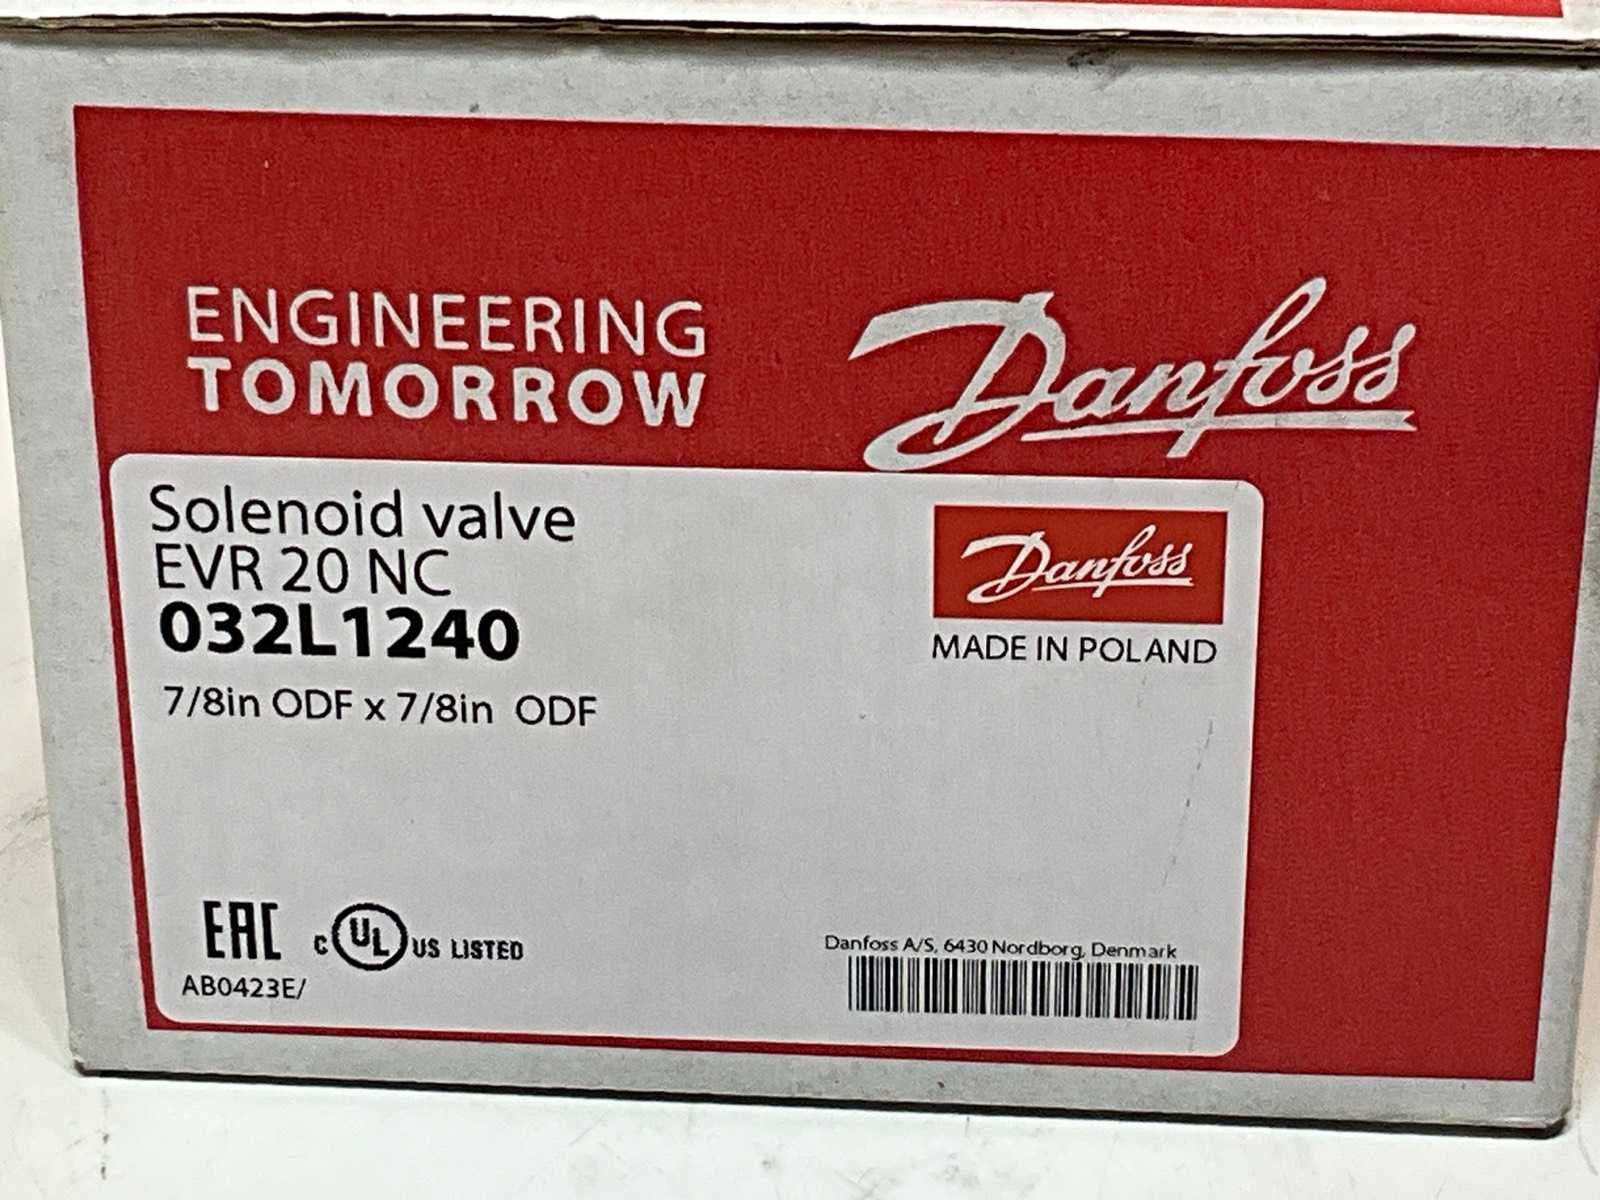 ENGINEERING
TOMORROW
Danfoss
Solenoid valve
EVR 20 NC
032L1240
7/8in ODF x 7/8in ODF
Danfoss
MADE IN POLAND
EAC
C UL US LISTED
AB0423E/
Danfoss A/S, 6430 Nordborg, Denmark